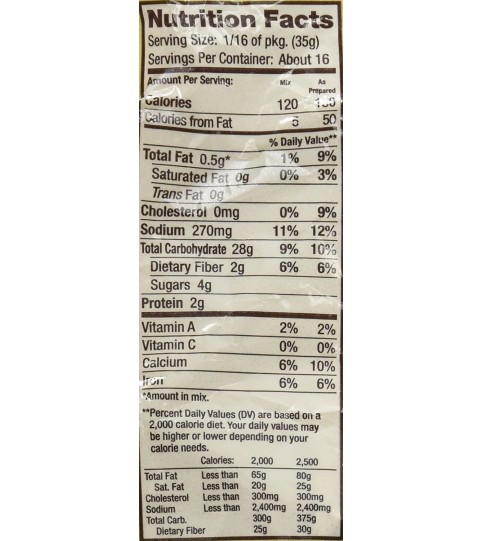 Nutrition Facts
Serving Size: 1/16 of pkg. (35g)
Servings Per Container: About 16
Amount Per Serving: Mix As Prepared
Calories 120
Calories from Fat 5 50
% Daily Value**
Total Fat 0.5g* 1% 9%
Saturated Fat 0g 0% 3%
Trans Fat 0g
Cholesterol 0mg 0% 9%
Sodium 270mg 11% 12%
Total Carbohydrate 28g 9% 10%
Dietary Fiber 2g 6% 6%
Sugars 4g
Protein 2g
Vitamin A 2% 2%
Vitamin C 0% 0%
Calcium 6% 10%
Iron 6% 6%
*Amount in mix.
**Percent Daily Values (DV) are based on a
2,000 calorie diet. Your daily values may
be higher or lower depending on your
calorie needs.
Calories: 2,000 2,500
Total Fat Less than 65g 80g
Sat. Fat Less than 20g 25g
Cholesterol Less than 300mg 300mg
Sodium Less than 2,400mg 2,400mg
Total Carb. 300g 375g
Dietary Fiber 25g 30g